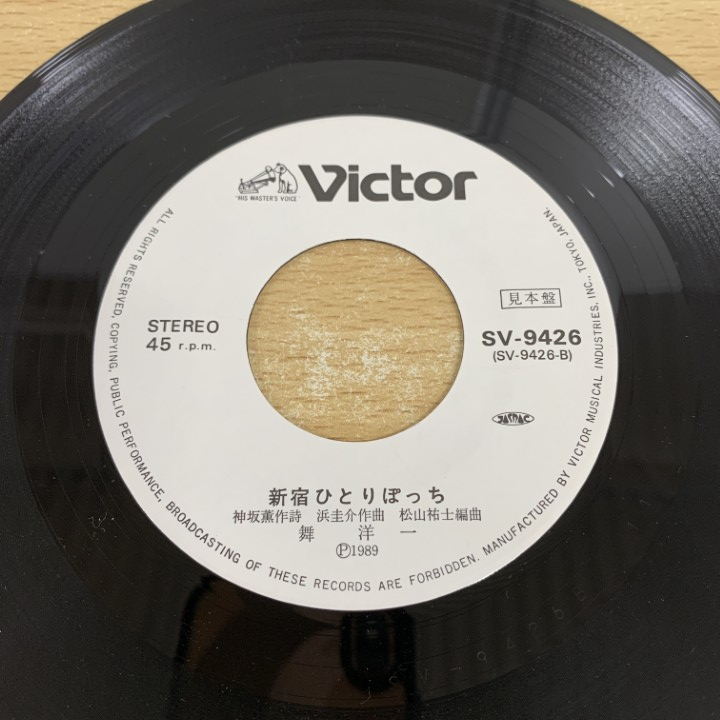 Victor
"HIS MASTER'S VOICE"
見本盤
STEREO
45 r.p.m.
SV-9426
(SV-9426-B)
JASRAC
新宿ひとりぽっち
神坂薫作詩 浜圭介作曲 松山祐士編曲
舞洋一
Ⓟ1989
ALL RIGHTS RESERVED. COPYING, PUBLIC PERFORMANCE, BROADCASTING OF THESE RECORDS ARE FORBIDDEN. MANUFACTURED BY VICTOR MUSICAL INDUSTRIES, INC., TOKYO, JAPAN.